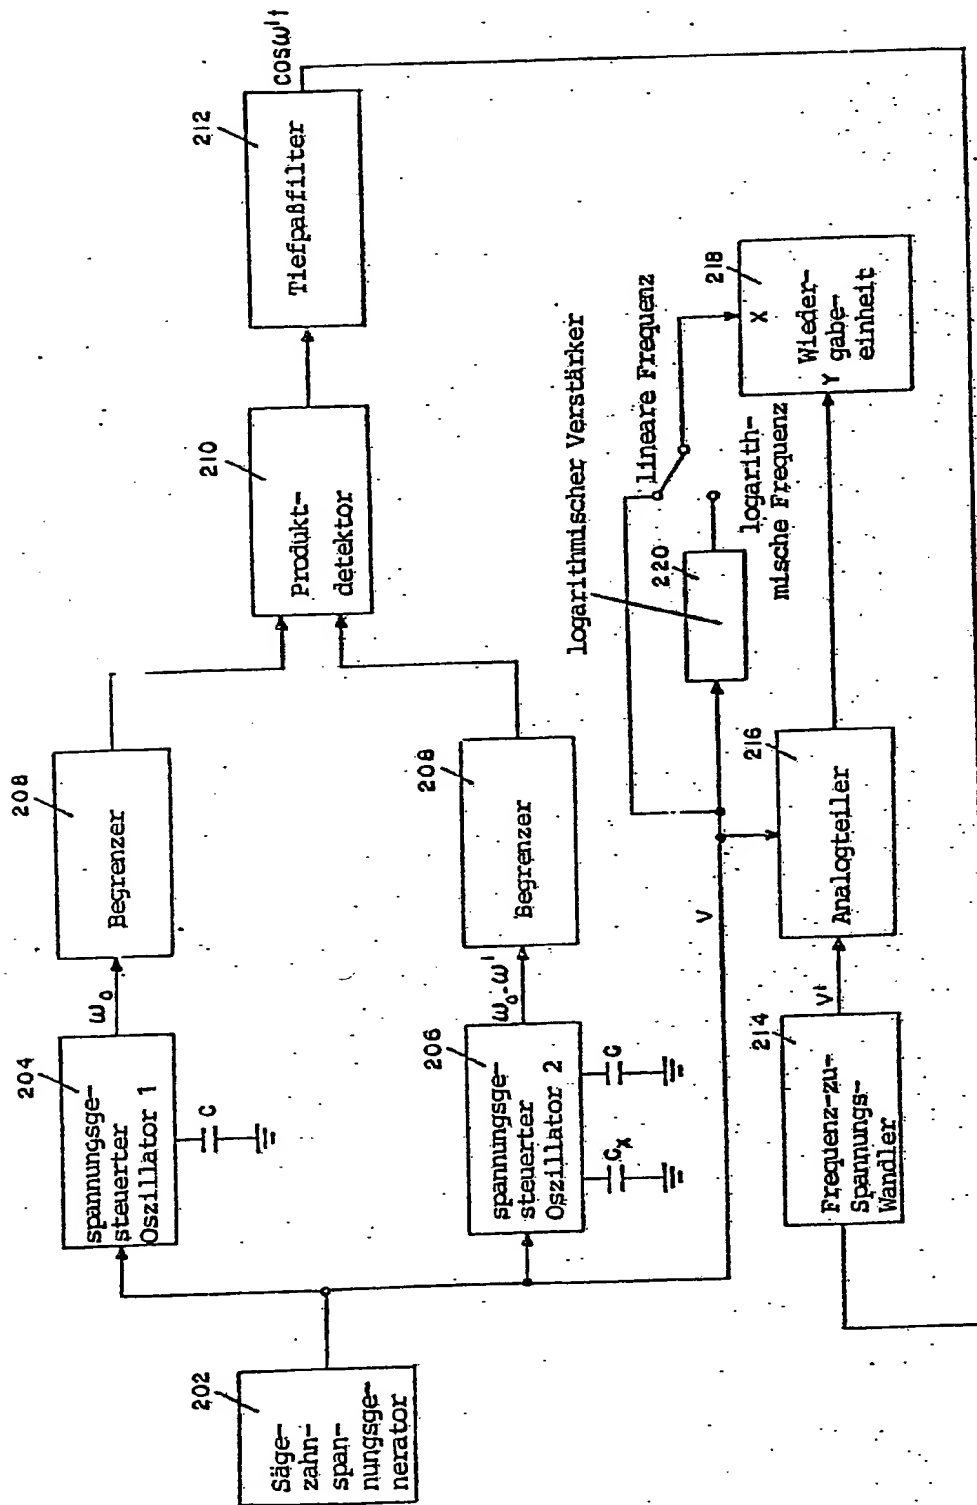 202
Säge-
zahn-
span-
nungsge-
nerator
204
spannungsge-
steuerter
Oszillator 1
C
ω₀
208
Begrenzer
206
spannungsge-
steuerter
Oszillator 2
Cₓ
C
ω₀-ω'
208
Begrenzer
210
Produkt-
detektor
212
Tiefpaßfilter
cosω't
logarithmischer Verstärker
lineare Frequenz
220
logarith-
mische Frequenz
V
214
Frequenz-zu-
Spannungs-
Wandler
V'
216
Analogteiler
218
X
Y
Wieder-
gabe-
einheit